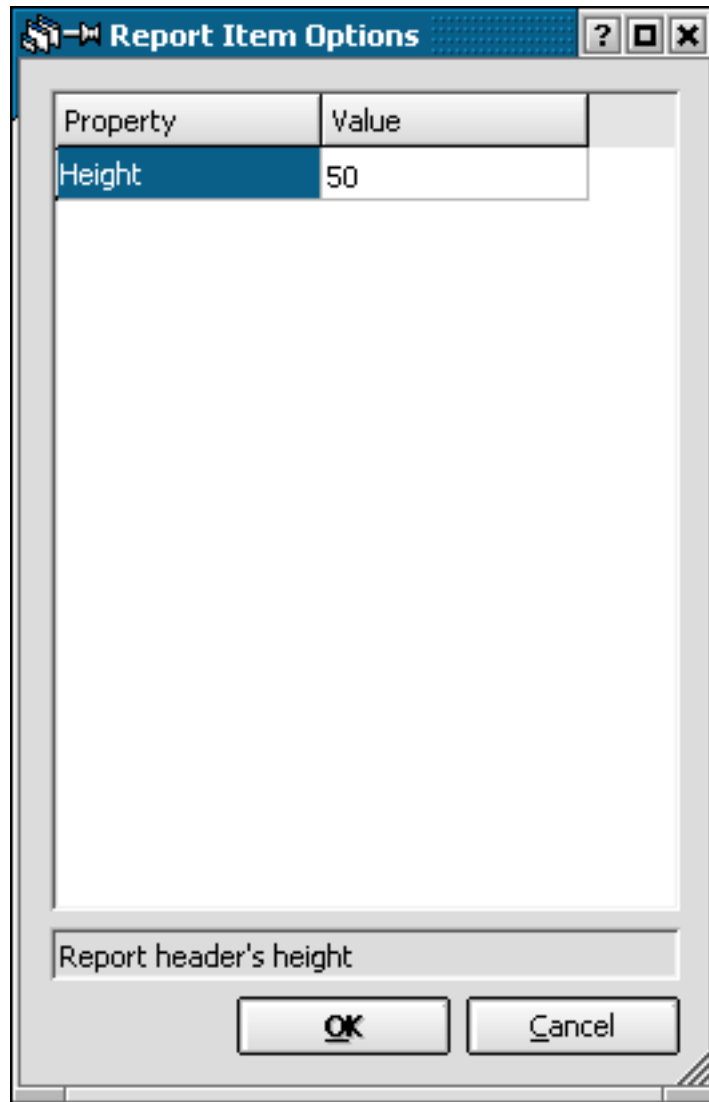 Report Item Options ?
Property Value
Height 50
Report header's height
OK Cancel